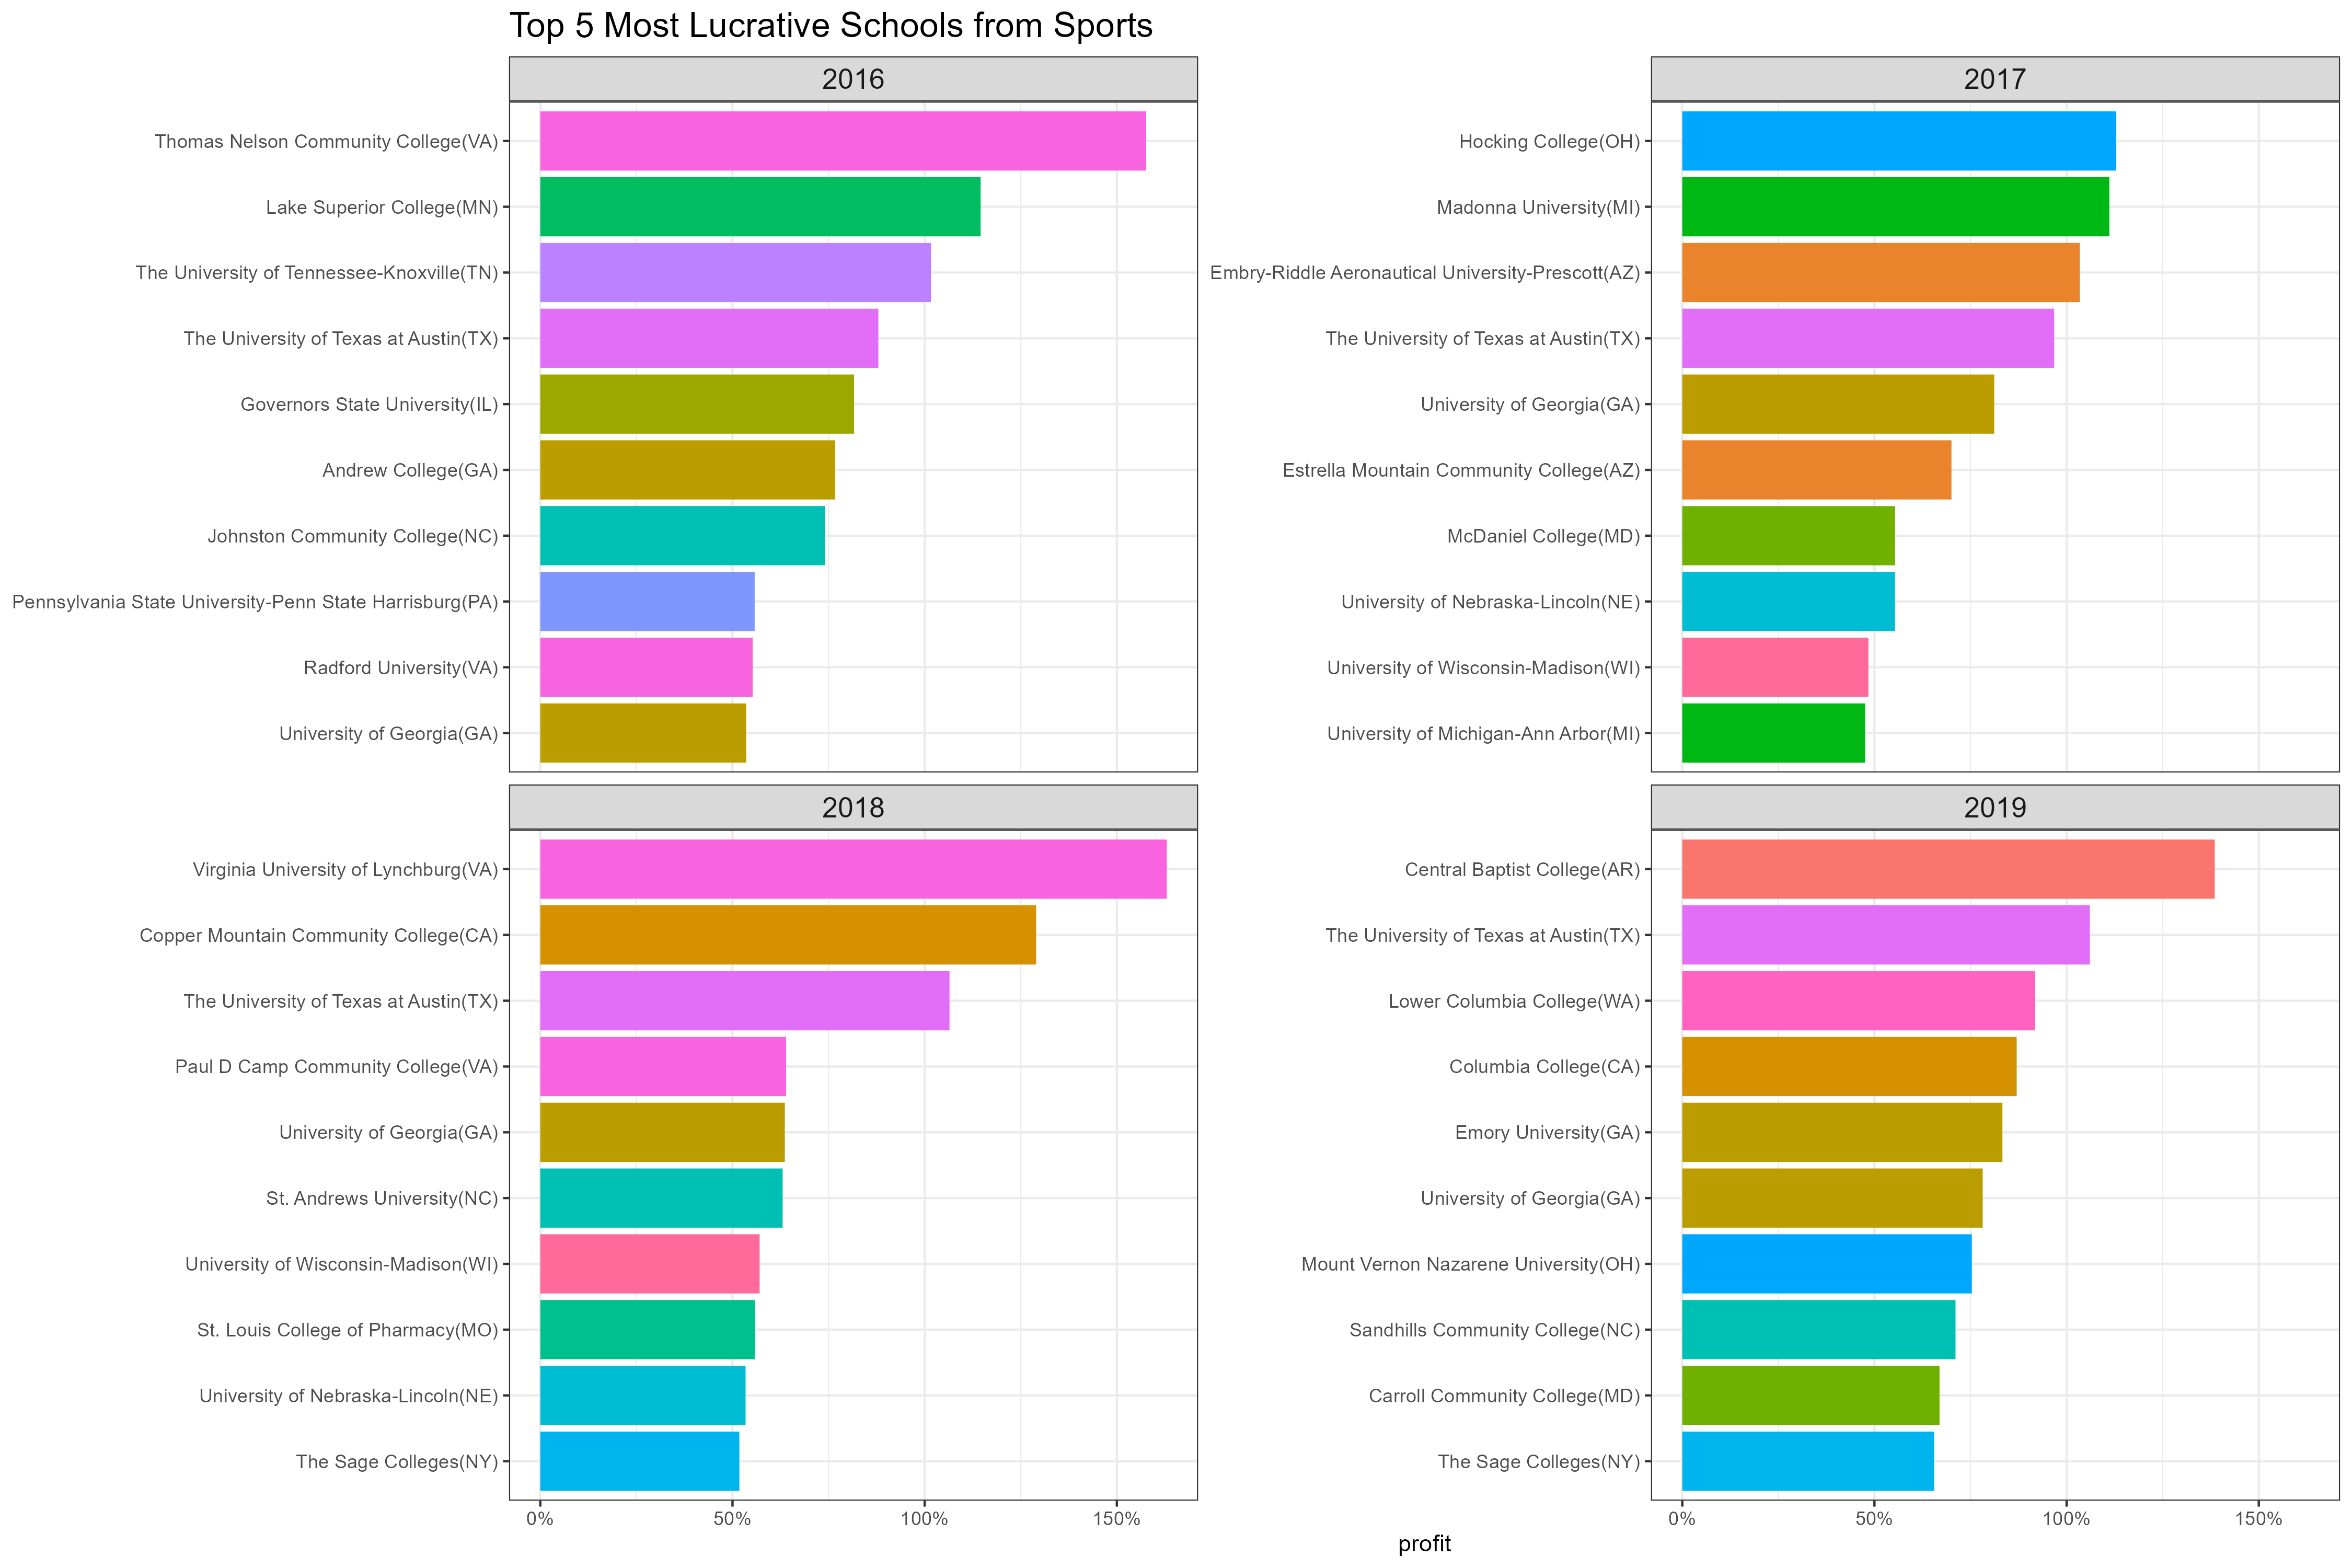 Top 5 Most Lucrative Schools from Sports
2016
Thomas Nelson Community College(VA)
Lake Superior College(MN)
The University of Tennessee-Knoxville(TN)
The University of Texas at Austin(TX)
Governors State University(IL)
Andrew College(GA)
Johnston Community College(NC)
Pennsylvania State University-Penn State Harrisburg(PA)
Radford University(VA)
University of Georgia(GA)
2017
Hocking College(OH)
Madonna University(MI)
Embry-Riddle Aeronautical University-Prescott(AZ)
The University of Texas at Austin(TX)
University of Georgia(GA)
Estrella Mountain Community College(AZ)
McDaniel College(MD)
University of Nebraska-Lincoln(NE)
University of Wisconsin-Madison(WI)
University of Michigan-Ann Arbor(MI)
2018
Virginia University of Lynchburg(VA)
Copper Mountain Community College(CA)
The University of Texas at Austin(TX)
Paul D Camp Community College(VA)
University of Georgia(GA)
St. Andrews University(NC)
University of Wisconsin-Madison(WI)
St. Louis College of Pharmacy(MO)
University of Nebraska-Lincoln(NE)
The Sage Colleges(NY)
0% 50% 100% 150%
2019
Central Baptist College(AR)
The University of Texas at Austin(TX)
Lower Columbia College(WA)
Columbia College(CA)
Emory University(GA)
University of Georgia(GA)
Mount Vernon Nazarene University(OH)
Sandhills Community College(NC)
Carroll Community College(MD)
The Sage Colleges(NY)
0% 50% 100% 150%
profit